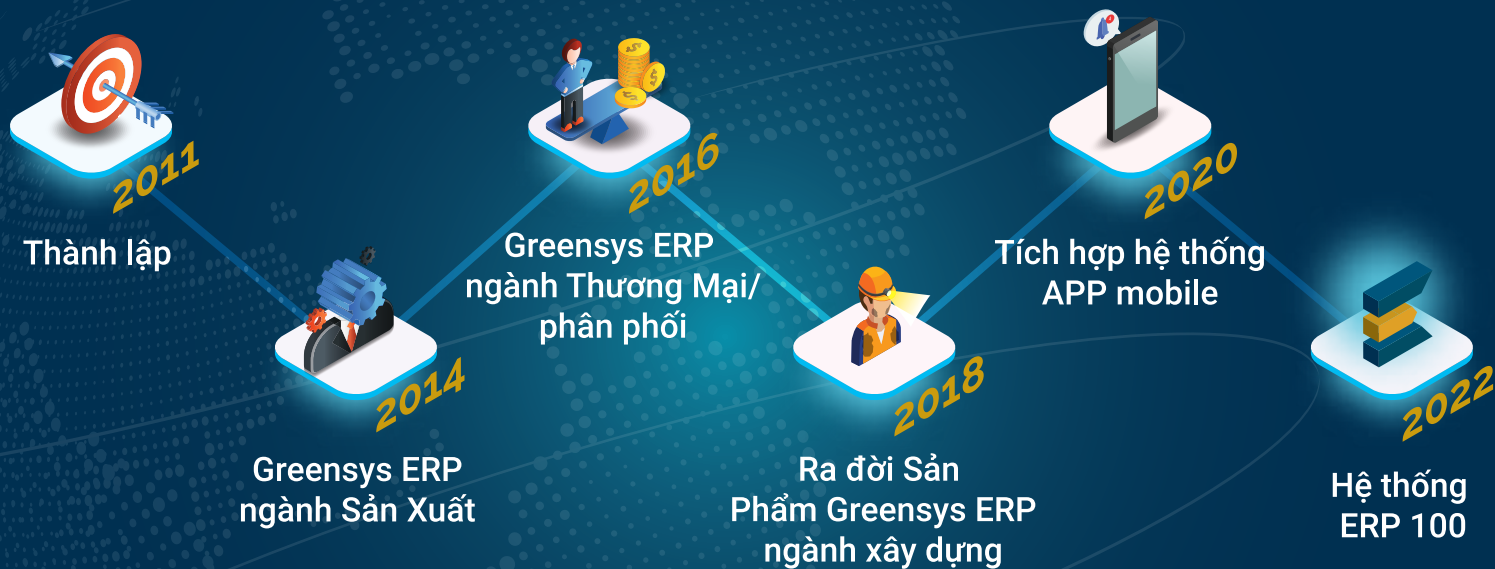 2011
Thành lập
2014
Greensys ERP
ngành Sản Xuất
2016
Greensys ERP
ngành Thương Mại/
phân phối
2018
Ra đời Sản
Phẩm Greensys ERP
ngành xây dựng
2020
Tích hợp hệ thống
APP mobile
2022
Hệ thống
ERP 100